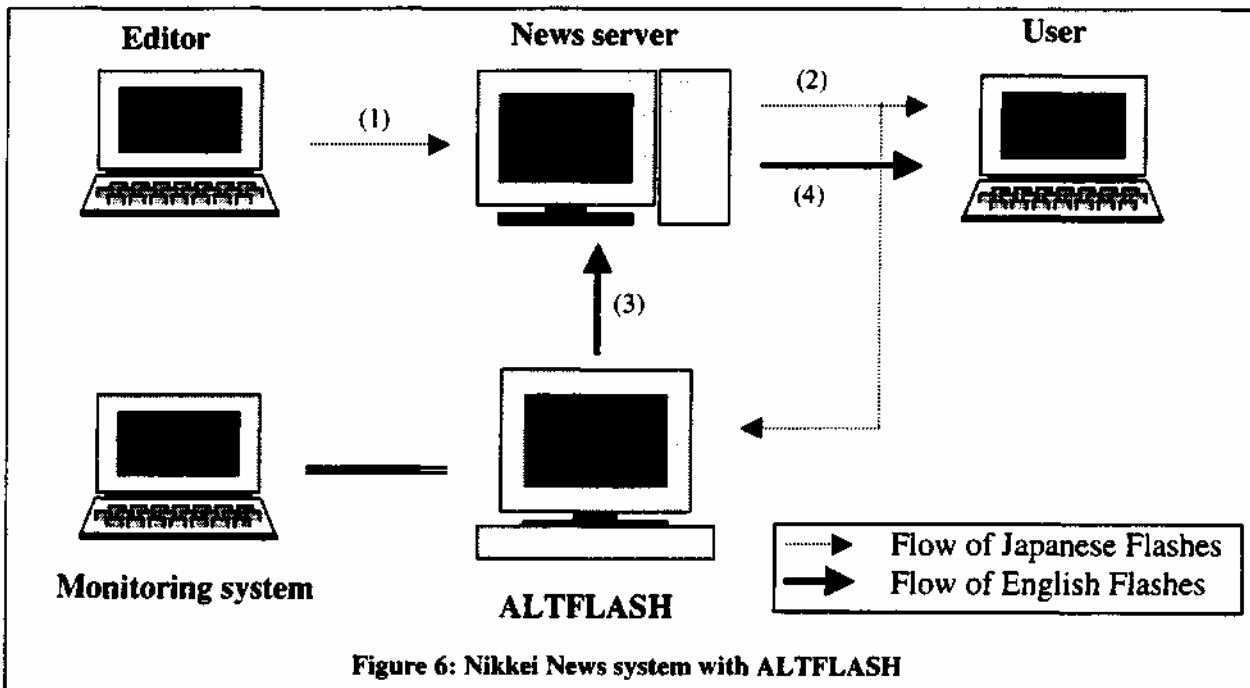 Editor
News server
User
(1)
(2)
(4)
(3)
Monitoring system
ALTFLASH
Flow of Japanese Flashes
Flow of English Flashes
Figure 6: Nikkei News system with ALTFLASH